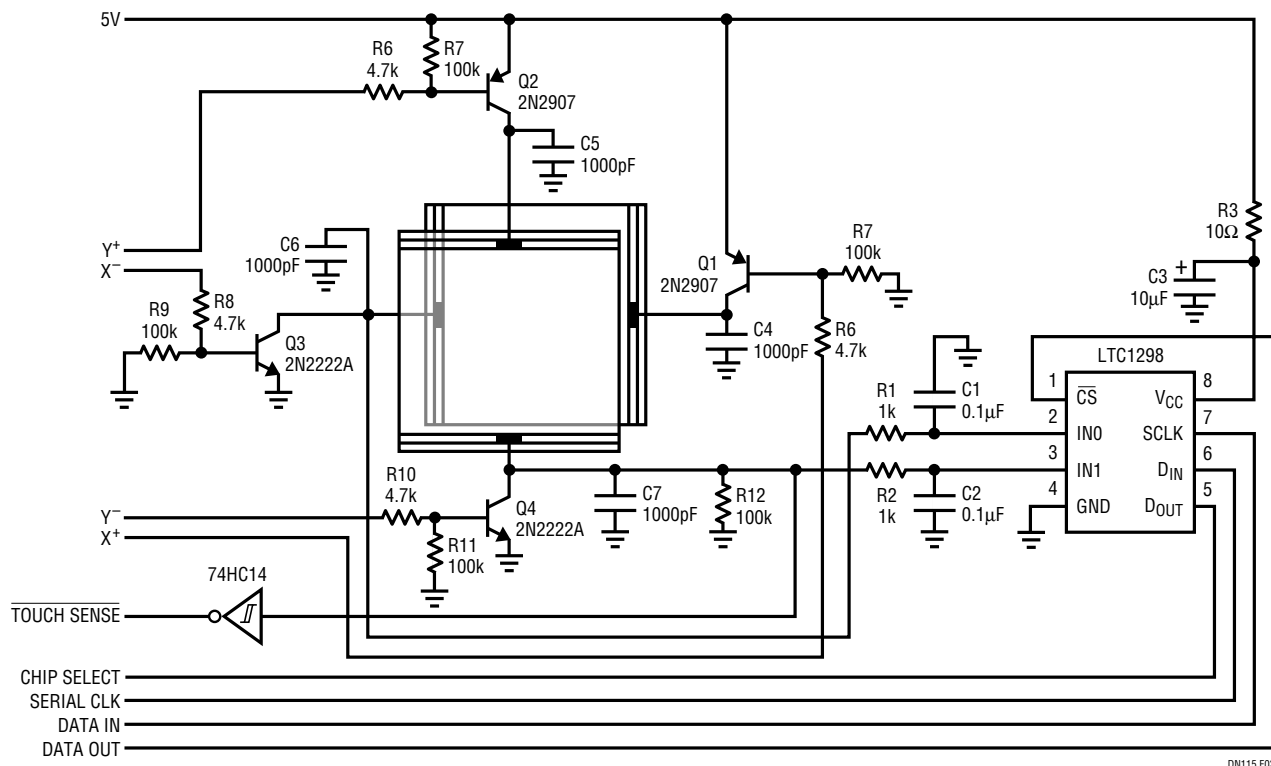 5V
R6
4.7k
R7
100k
Q2
2N2907
C5
1000pF
Y+
X−
C6
1000pF
R9
100k
R8
4.7k
Q3
2N2222A
Q1
2N2907
R7
100k
C4
1000pF
R6
4.7k
R3
10Ω
+
C3
10µF
LTC1298
R1
1k
C1
0.1µF
1
CS
VCC
8
2
IN0
SCLK
7
3
IN1
DIN
6
4
GND
DOUT
5
R2
1k
C2
0.1µF
R10
4.7k
Q4
2N2222A
C7
1000pF
R12
100k
R11
100k
Y−
X+
74HC14
TOUCH SENSE
CHIP SELECT
SERIAL CLK
DATA IN
DATA OUT